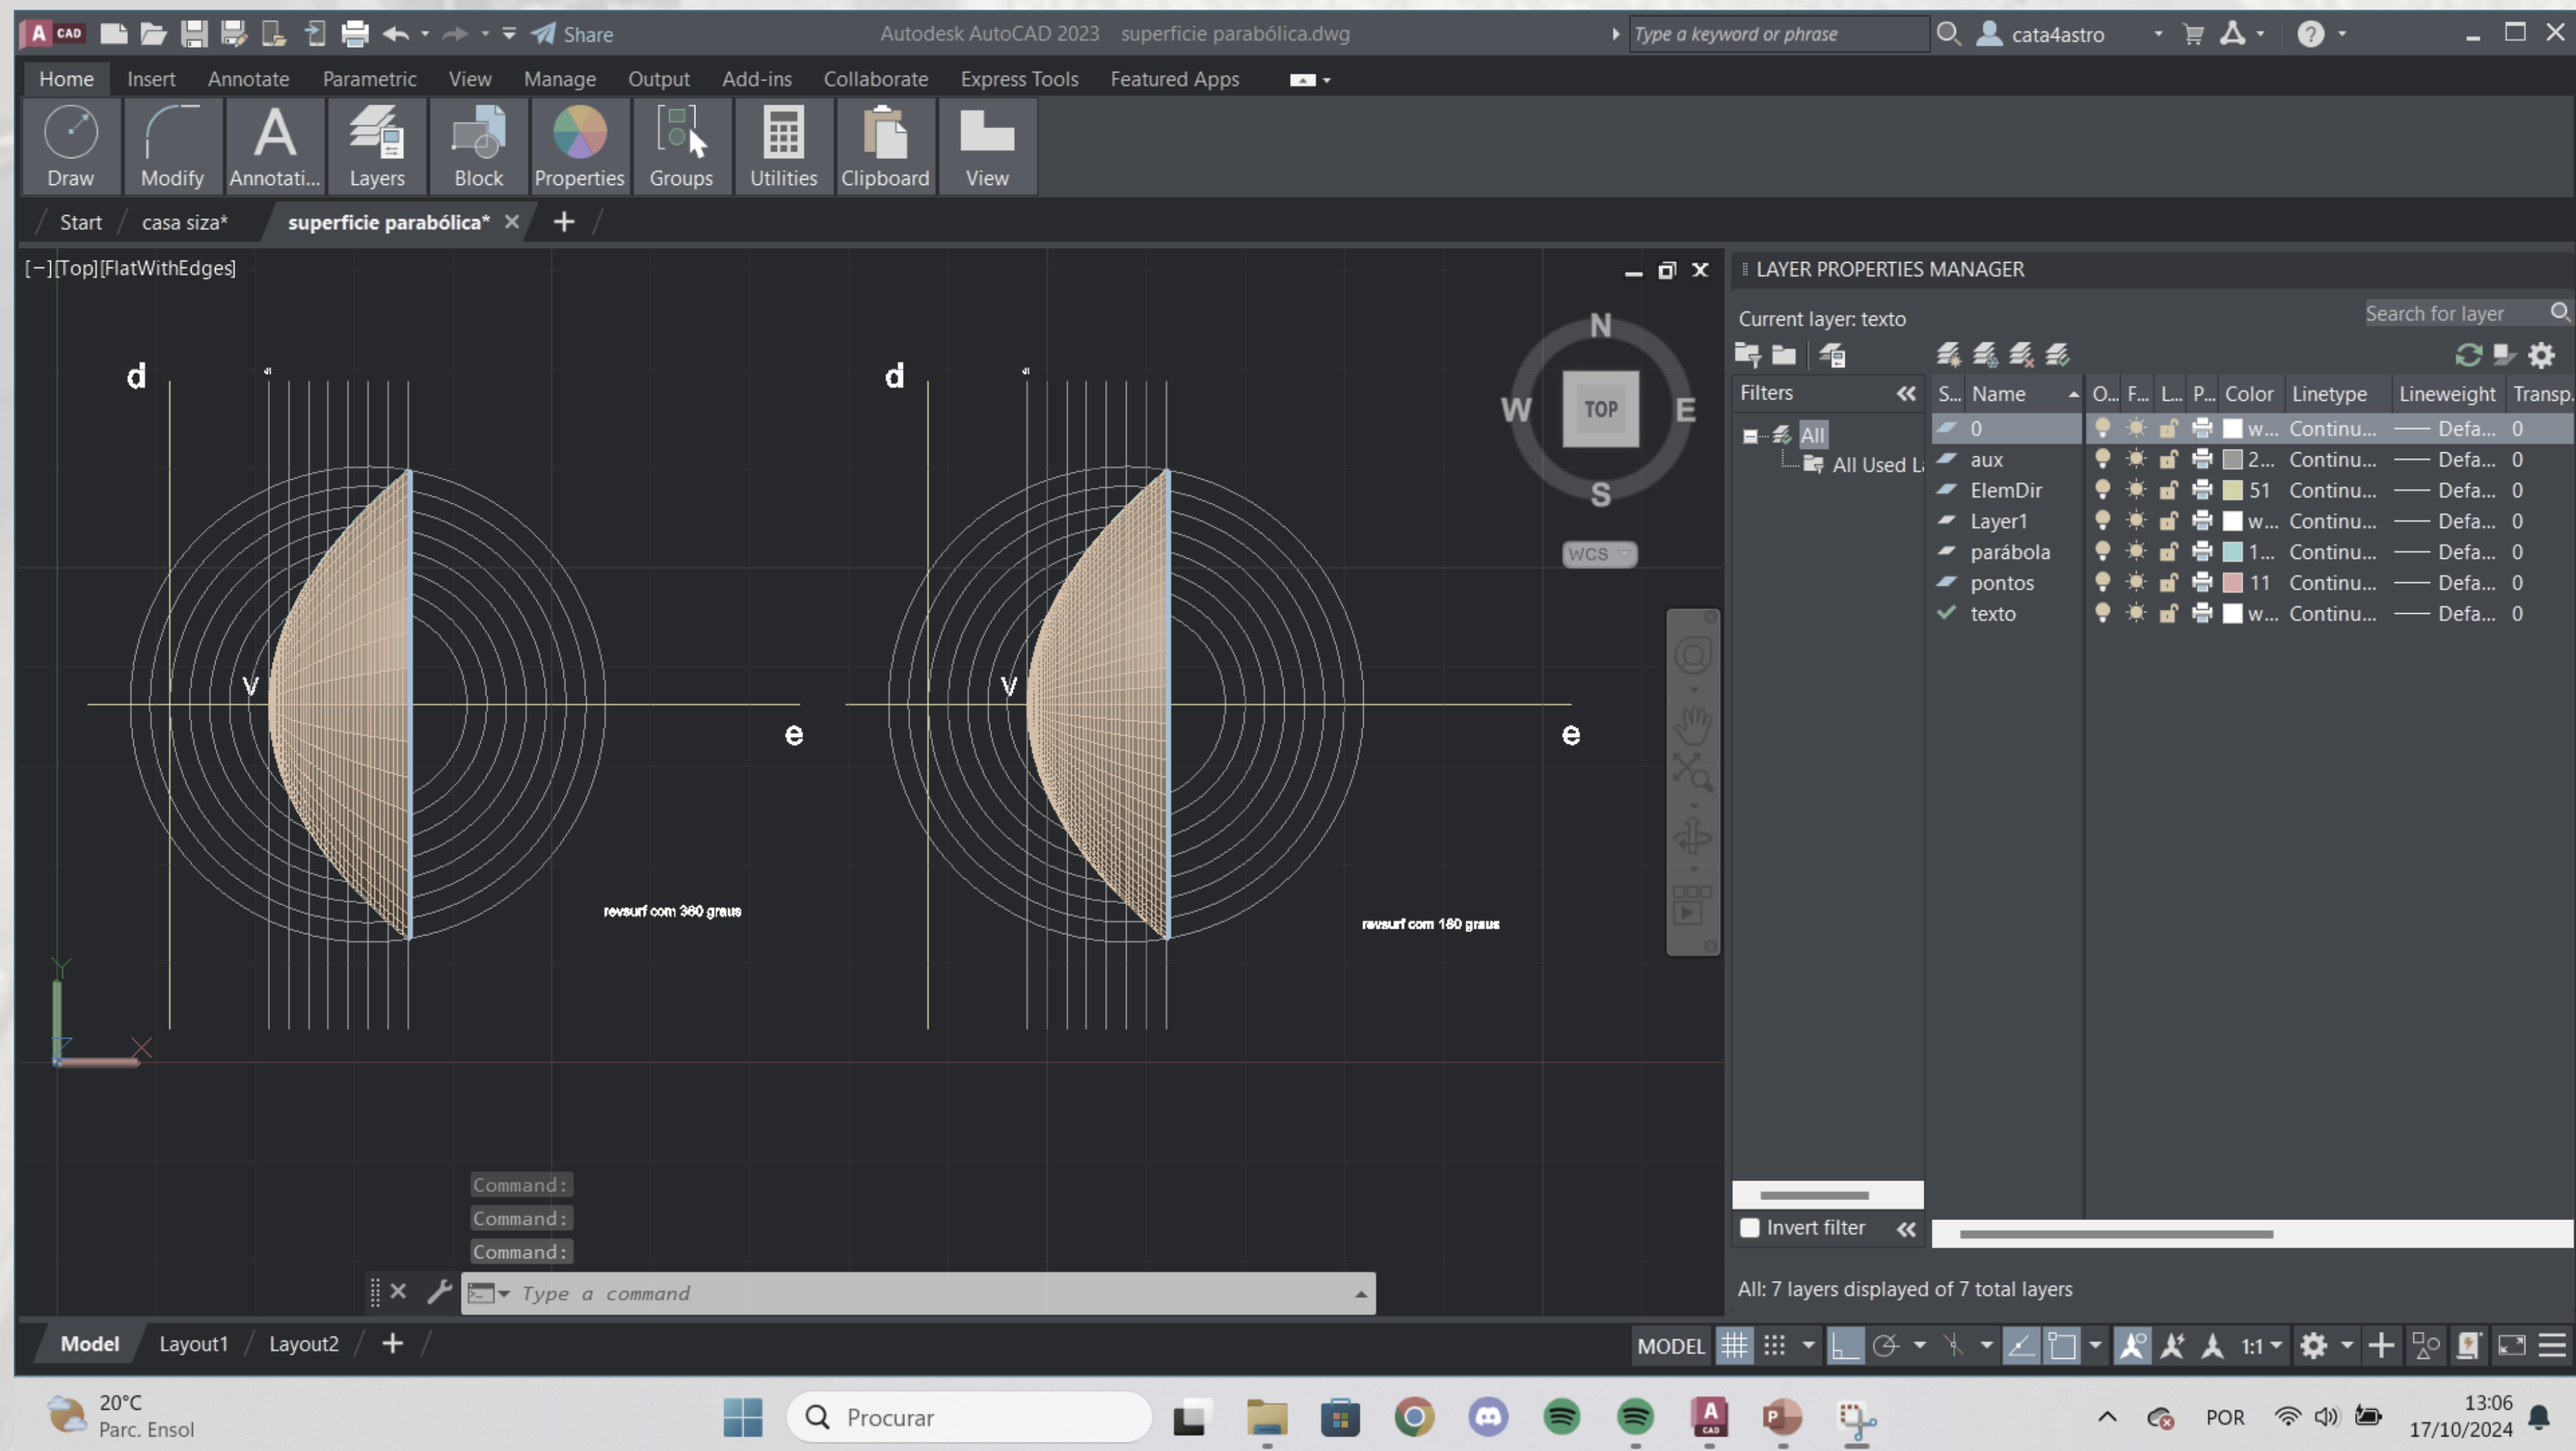 A CAD Share Autodesk AutoCAD 2023 superficie parabólica.dwg Type a keyword or phrase cata4astro
Home Insert Annotate Parametric View Manage Output Add-ins Collaborate Express Tools Featured Apps
Draw Modify Annotati... Layers Block Properties Groups Utilities Clipboard View
Start casa siza* superficie parabólica*
[−][Top][FlatWithEdges]
d d
V V
e e
revsurf com 360 graus
revsurf com 180 graus
Y
X
N
W TOP E
S
WCS
LAYER PROPERTIES MANAGER
Current layer: texto Search for layer
Filters
All
All Used La
S... Name O... F... L... P... Color Linetype Lineweight Transp.
0 w... Continu... Defa... 0
aux 2... Continu... Defa... 0
ElemDir 51 Continu... Defa... 0
Layer1 w... Continu... Defa... 0
parábola 1... Continu... Defa... 0
pontos 11 Continu... Defa... 0
texto w... Continu... Defa... 0
Invert filter
All: 7 layers displayed of 7 total layers
Command:
Command:
Command:
Type a command
Model Layout1 Layout2
MODEL 1:1
20°C
Parc. Ensol
Procurar
A CAD
P
POR
13:06
17/10/2024